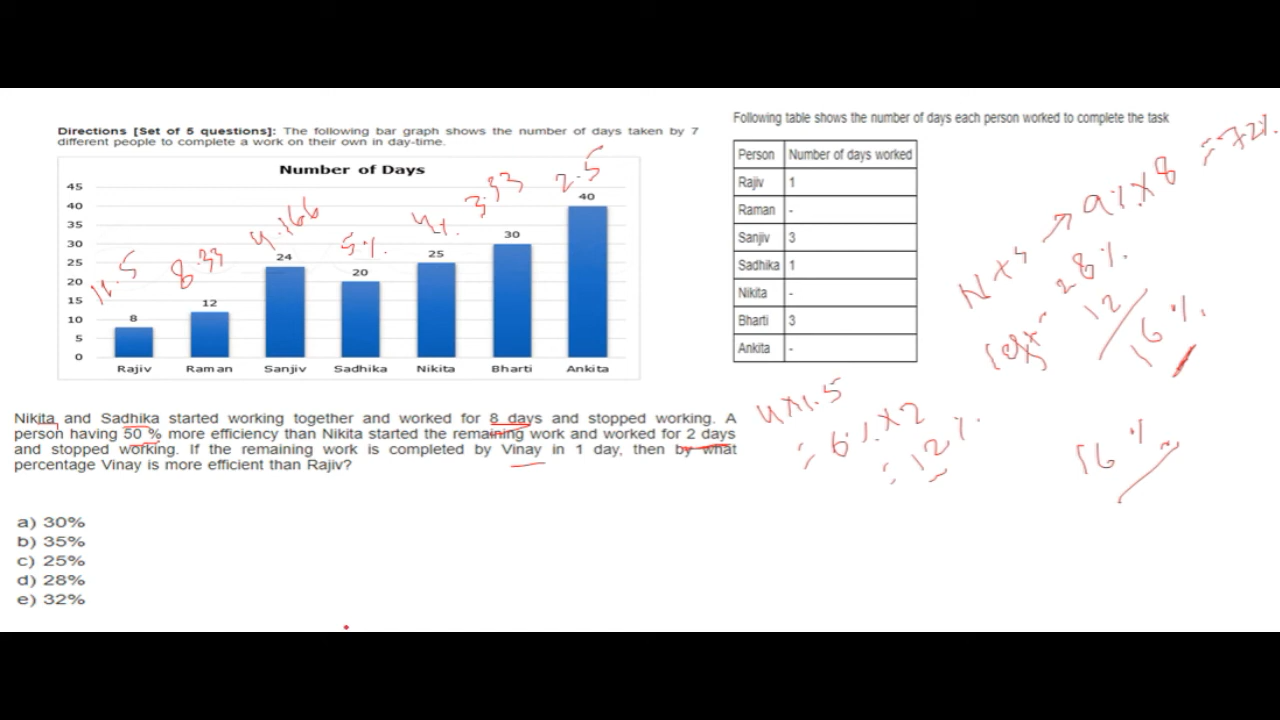 Directions [Set of 5 questions]: The following bar graph shows the number of days taken by 7
different people to complete a work on their own in day-time.
Number of Days
45
40
35
30
25
20
15
10
5
0
8
12
24
20
25
30
40
Rajiv
Raman
Sanjiv
Sadhika
Nikita
Bharti
Ankita
8.33
4.166
5%
4%
3.33
2.5
Nikita and Sadhika started working together and worked for 8 days and stopped working. A
person having 50 % more efficiency than Nikita started the remaining work and worked for 2 days
and stopped working. If the remaining work is completed by Vinay in 1 day, then by what
percentage Vinay is more efficient than Rajiv?
a) 30%
b) 35%
c) 25%
d) 28%
e) 32%
Following table shows the number of days each person worked to complete the task
Person Number of days worked
Rajiv 1
Raman -
Sanjiv 3
Sadhika 1
Nikita -
Bharti 3
Ankita -
N+S → 9%×8 = 72%
28%
12
16%
4×1.5
= 6%×2
= 12%
16%